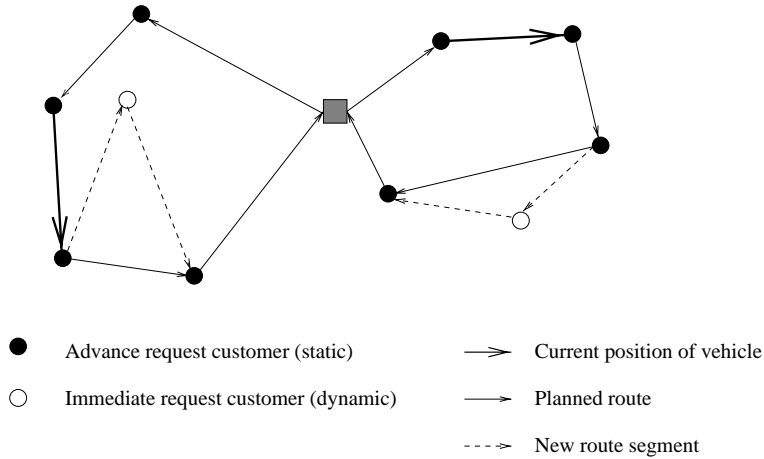 Advance request customer (static)
Current position of vehicle
Immediate request customer (dynamic)
Planned route
New route segment